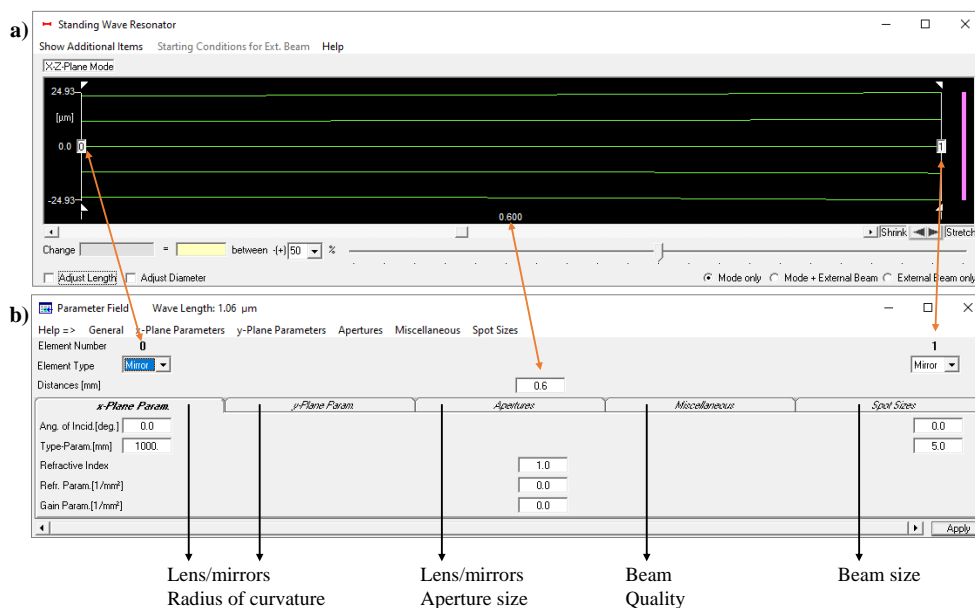 a)
Standing Wave Resonator
Show Additional Items Starting Conditions for Ext. Beam Help
X-Z-Plane Mode
24.93
[µm]
0.0 0 1
-24.93
0.600
Shrink Stretch
Change = between -(+) 50 %
Adjust Length Adjust Diameter Mode only Mode + External Beam External Beam only
b)
Parameter Field Wave Length: 1.06 µm
Help => General x-Plane Parameters y-Plane Parameters Apertures Miscellaneous Spot Sizes
Element Number 0 1
Element Type Mirror Mirror
Distances [mm] 0.6
x-Plane Param. y-Plane Param. Apertures Miscellaneous Spot Sizes
Ang. of Incid.[deg.] 0.0 0.0
Type-Param.[mm] 1000. 5.0
Refractive Index 1.0
Refr. Param.[1/mm²] 0.0
Gain Param.[1/mm²] 0.0
Apply
Lens/mirrors Lens/mirrors Beam Beam size
Radius of curvature Aperture size Quality